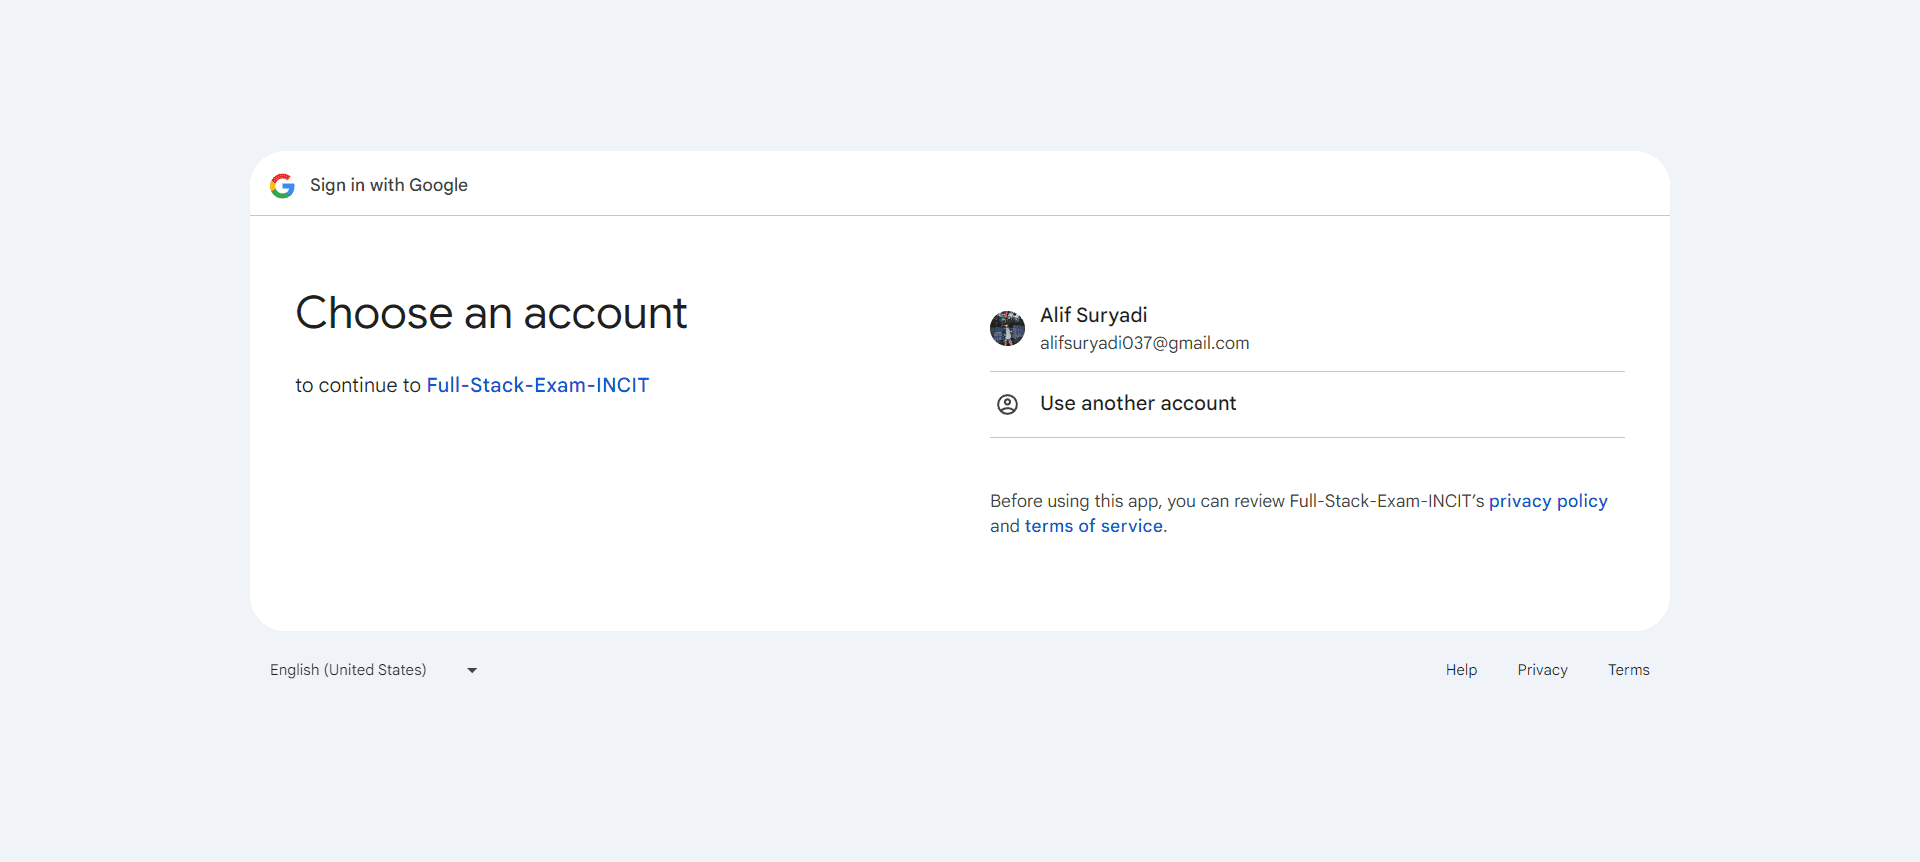 Sign in with Google
Choose an account
to continue to Full-Stack-Exam-INCIT
Alif Suryadi
alifsuryadi037@gmail.com
Use another account
Before using this app, you can review Full-Stack-Exam-INCIT’s privacy policy
and terms of service.
English (United States)
Help
Privacy
Terms